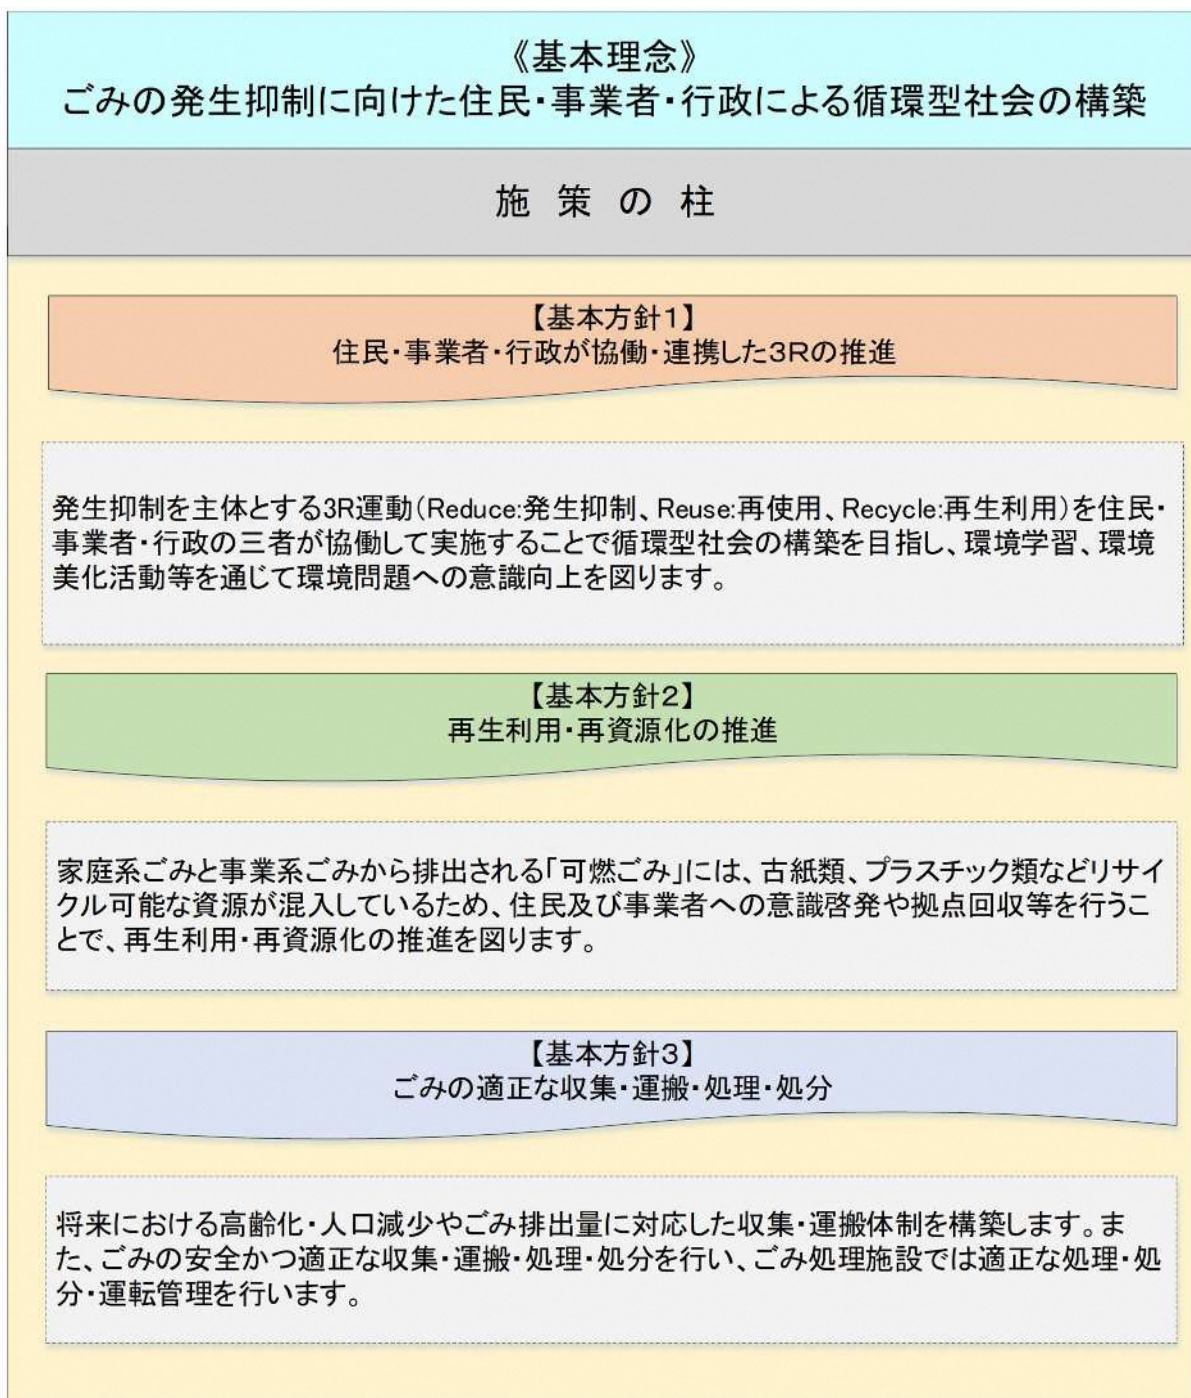 《基本理念》
ごみの発生抑制に向けた住民・事業者・行政による循環型社会の構築
施 策 の 柱
【基本方針１】
住民・事業者・行政が協働・連携した３Ｒの推進
発生抑制を主体とする3R運動（Reduce:発生抑制、Reuse:再使用、Recycle:再生利用）を住民・
事業者・行政の三者が協働して実施することで循環型社会の構築を目指し、環境学習、環境
美化活動等を通じて環境問題への意識向上を図ります。
【基本方針２】
再生利用・再資源化の推進
家庭系ごみと事業系ごみから排出される「可燃ごみ」には、古紙類、プラスチック類などリサイ
クル可能な資源が混入しているため、住民及び事業者への意識啓発や拠点回収等を行うこ
とで、再生利用・再資源化の推進を図ります。
【基本方針３】
ごみの適正な収集・運搬・処理・処分
将来における高齢化・人口減少やごみ排出量に対応した収集・運搬体制を構築します。ま
た、ごみの安全かつ適正な収集・運搬・処理・処分を行い、ごみ処理施設では適正な処理・処
分・運転管理を行います。